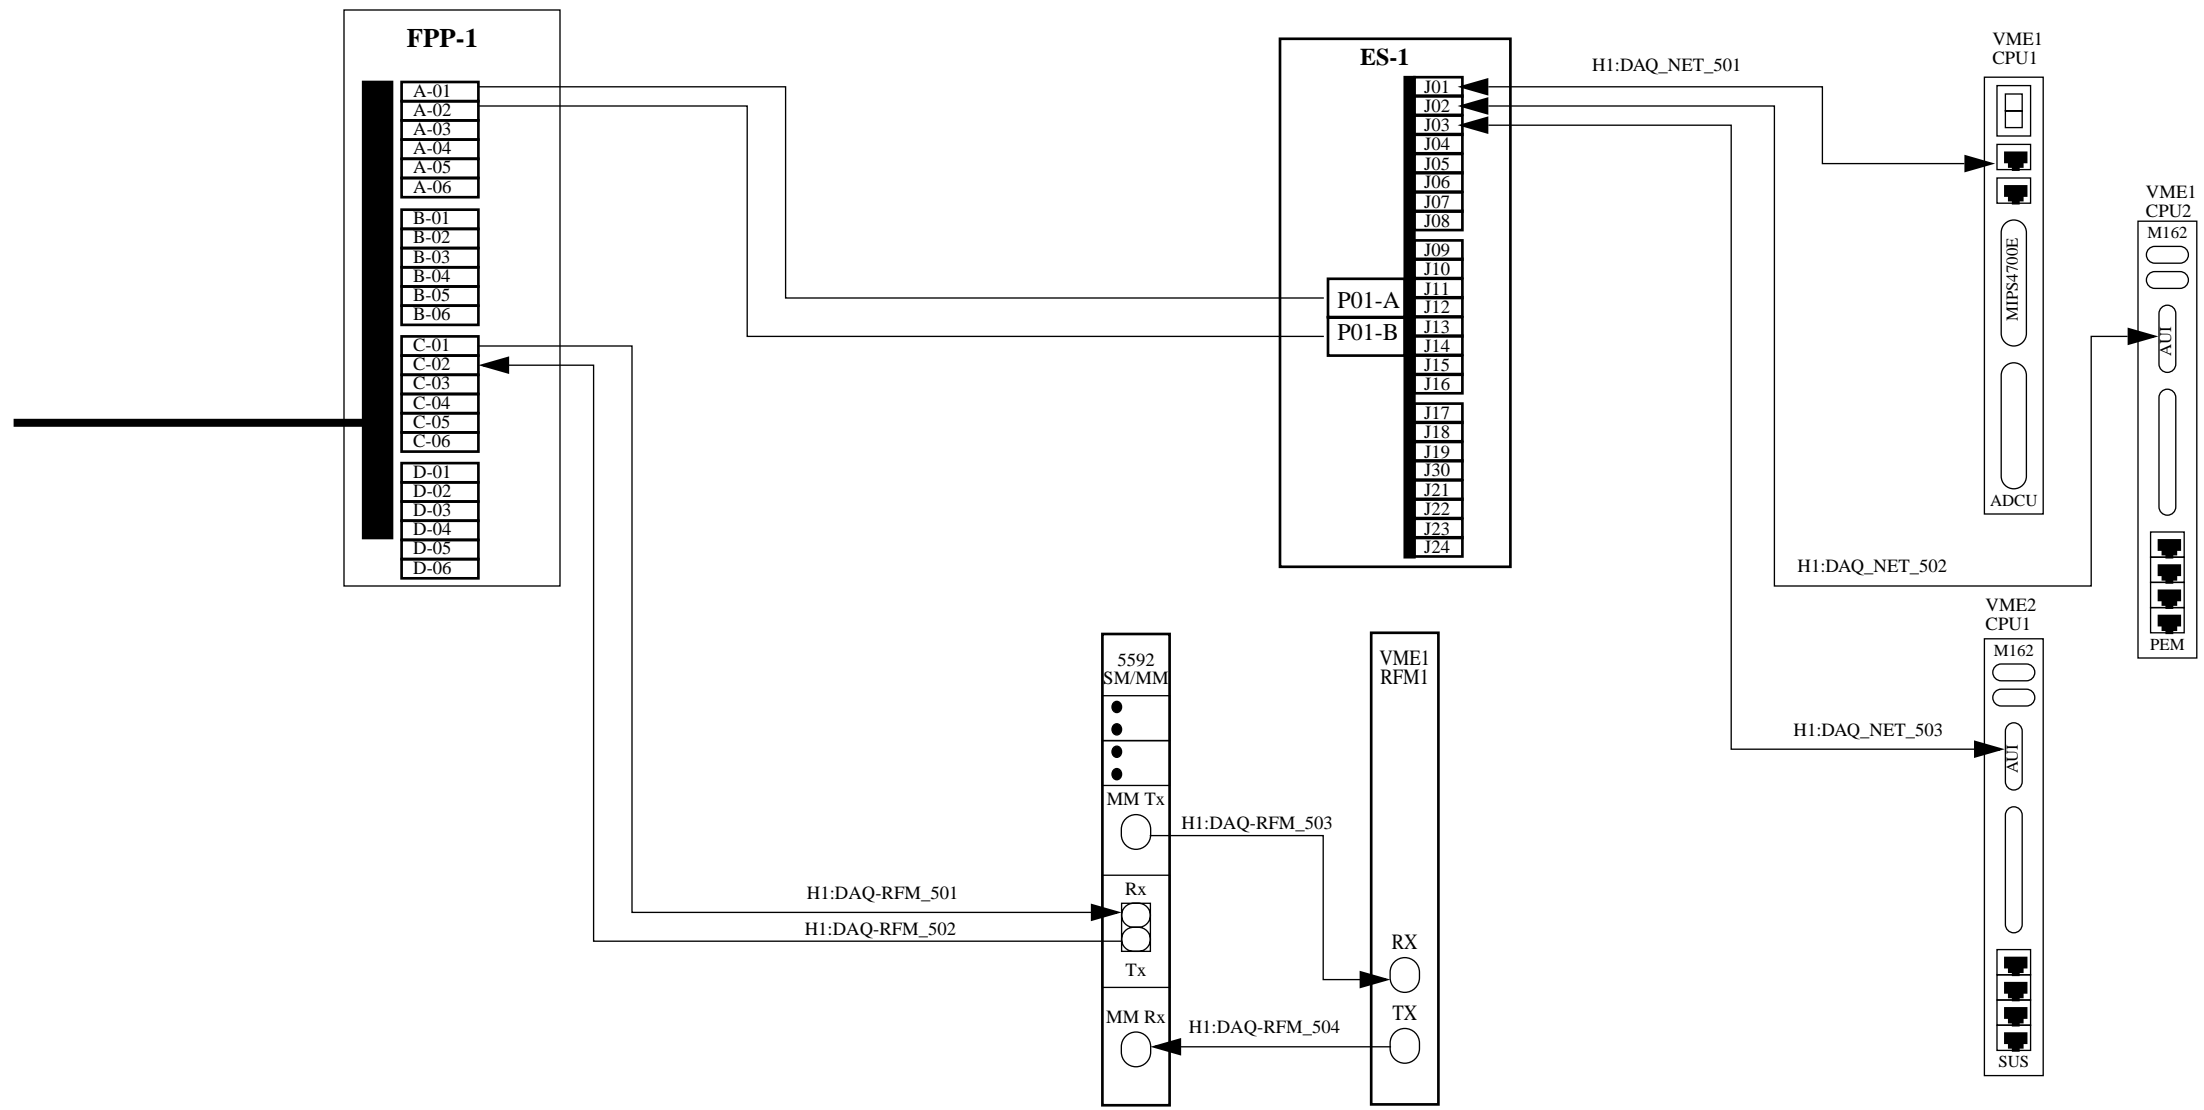 FPP-1
A-01
A-02
A-03
A-04
A-05
A-06
B-01
B-02
B-03
B-04
B-05
B-06
C-01
C-02
C-03
C-04
C-05
C-06
D-01
D-02
D-03
D-04
D-05
D-06
ES-1
J01
J02
J03
J04
J05
J06
J07
J08
J09
J10
J11
J12
J13
J14
J15
J16
J17
J18
J19
J30
J21
J22
J23
J24
P01-A
P01-B
H1:DAQ_NET_501
VME1
CPU1
MIPS4700E
ADCU
VME1
CPU2
M162
AUI
PEM
H1:DAQ_NET_502
VME2
CPU1
M162
AUI
SUS
H1:DAQ_NET_503
5592
SM/MM
MM Tx
Rx
Tx
MM Rx
VME1
RFM1
RX
TX
H1:DAQ-RFM_503
H1:DAQ-RFM_501
H1:DAQ-RFM_502
H1:DAQ-RFM_504